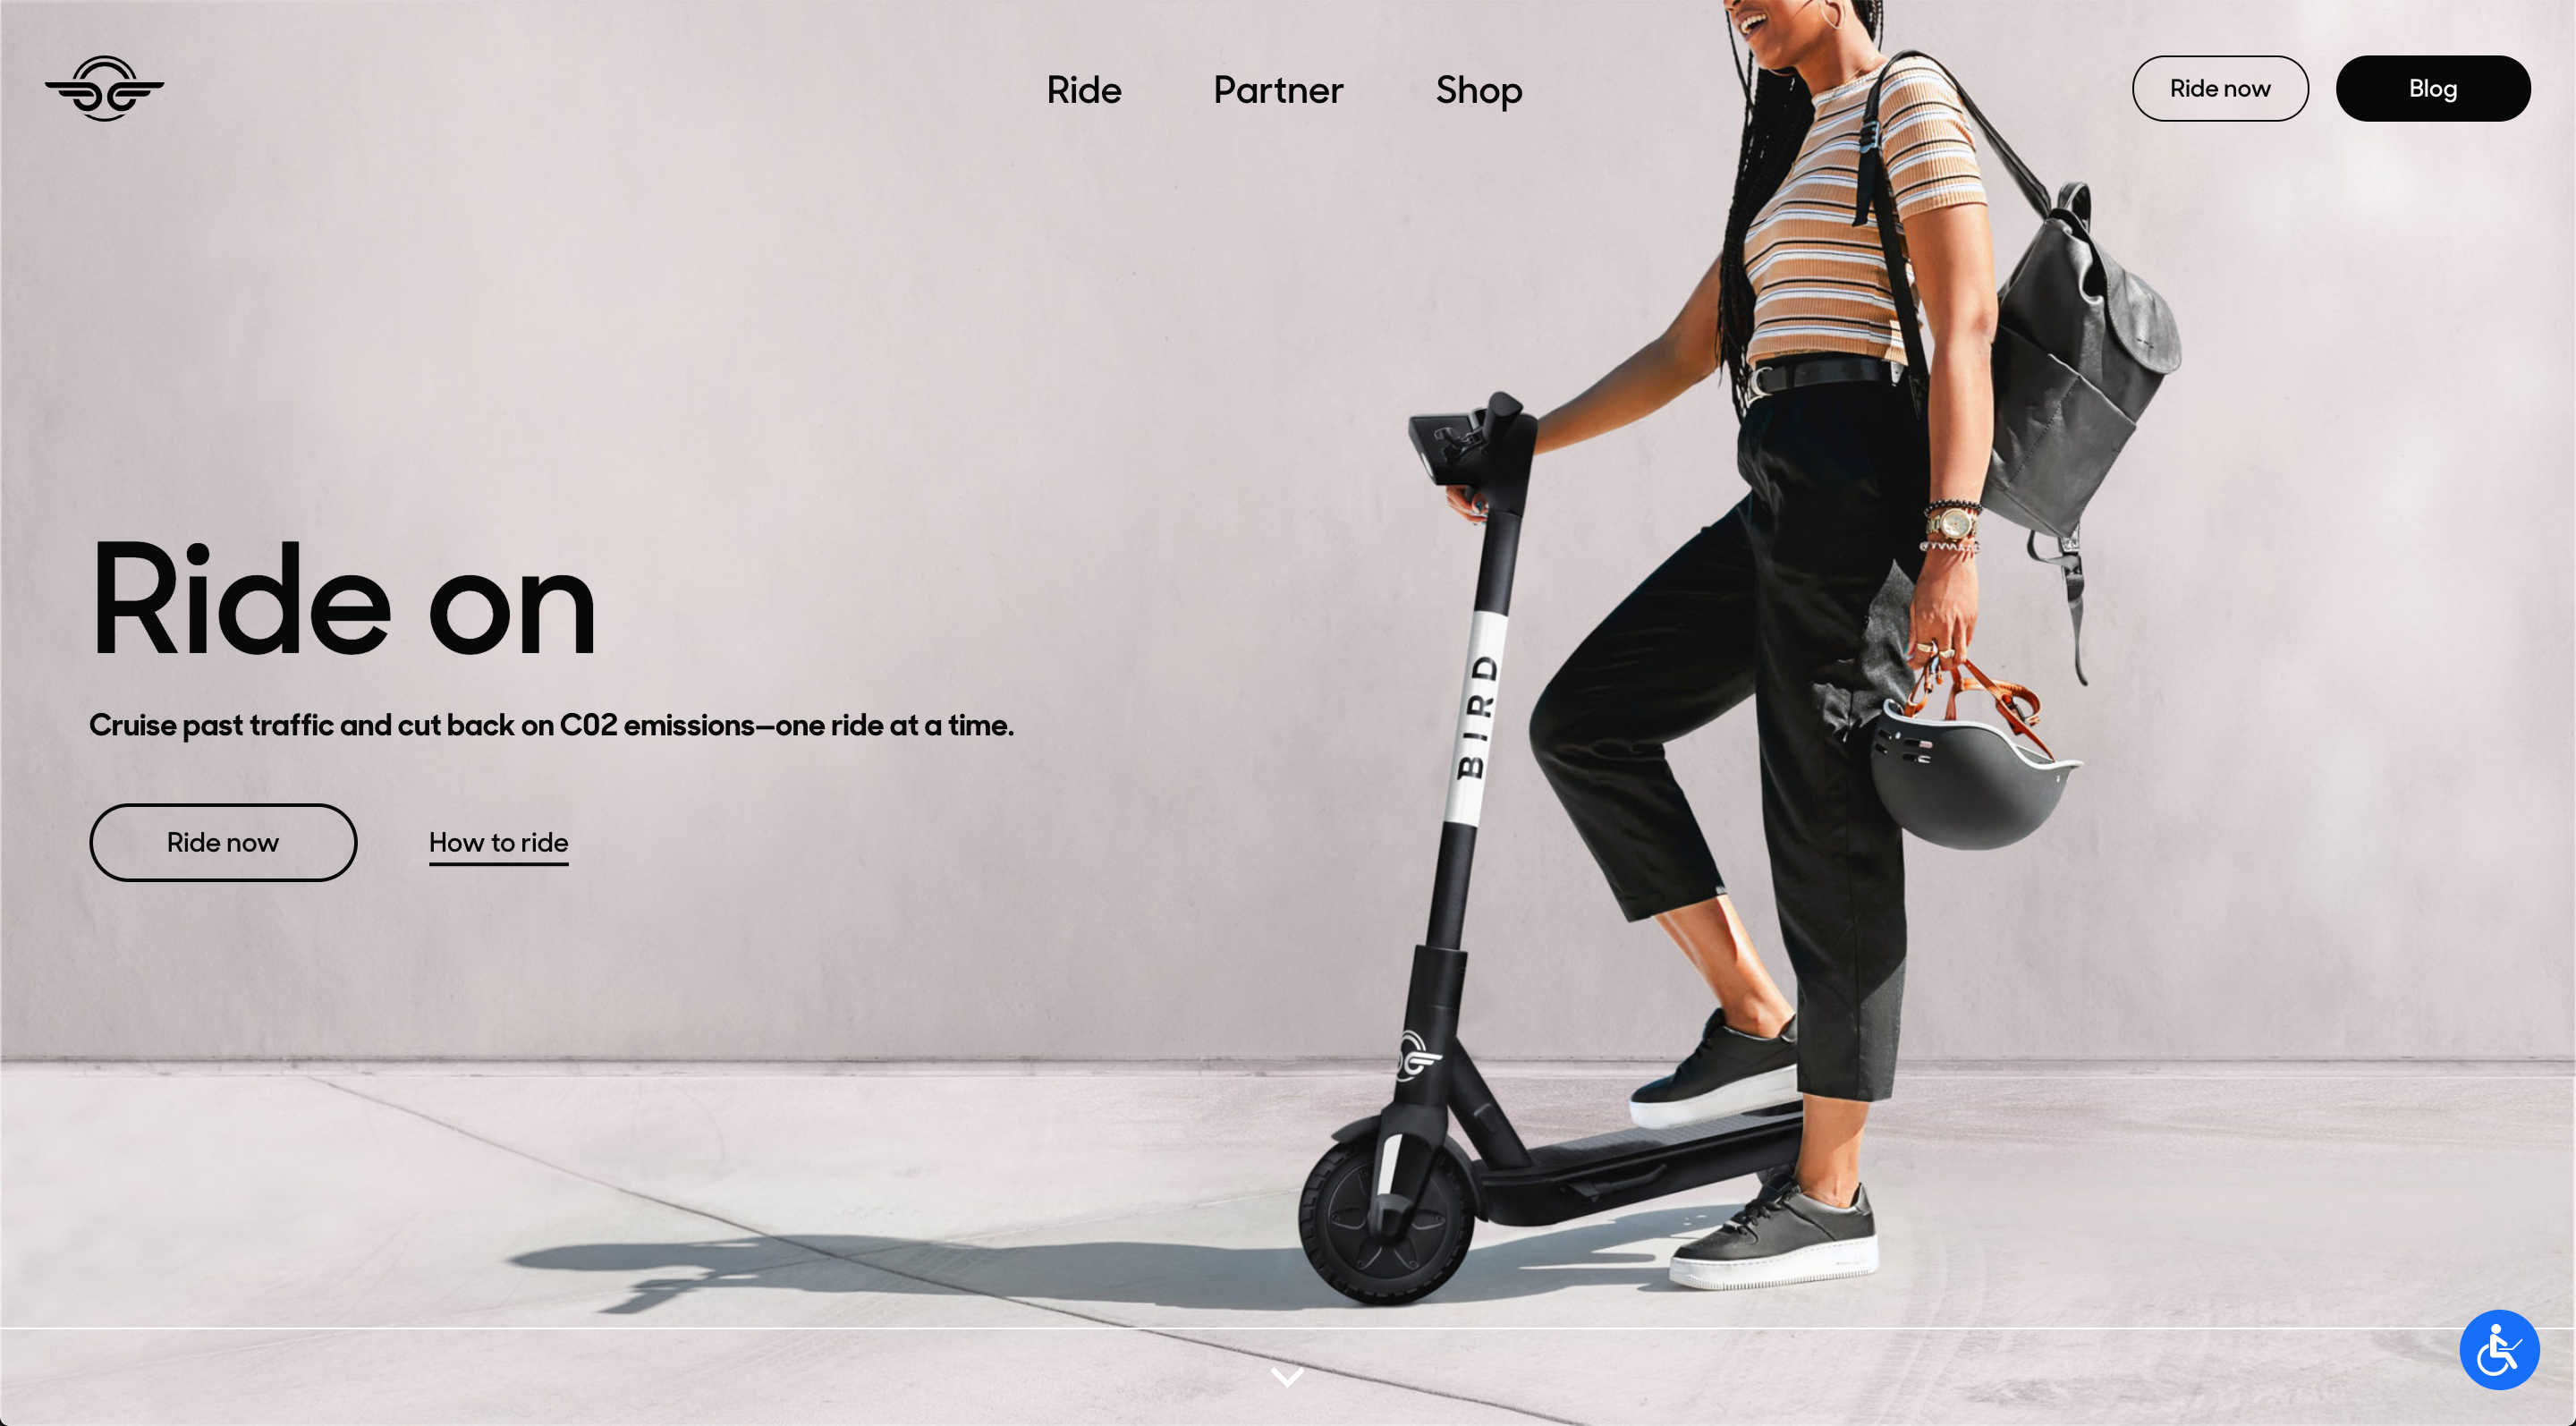 Ride
Partner
Shop
Ride now
Blog
Ride on
Cruise past traffic and cut back on C02 emissions—one ride at a time.
Ride now
How to ride
BIRD